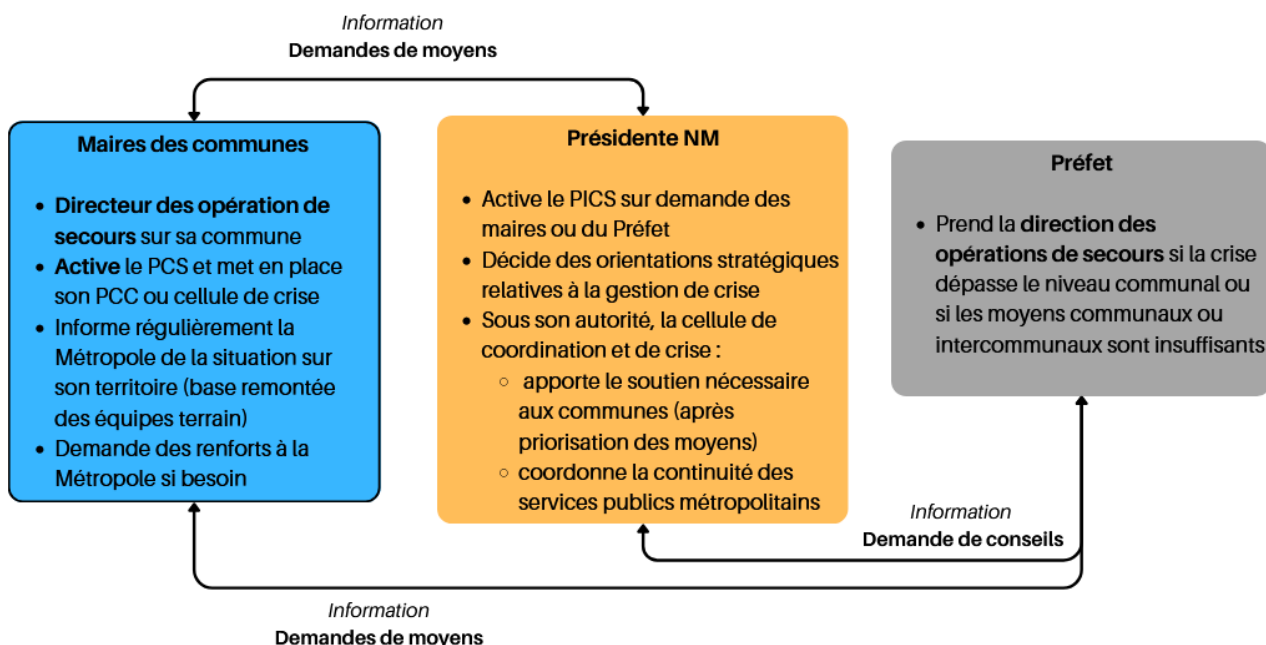 Information
Demandes de moyens
Maires des communes
• Directeur des opération de
secours sur sa commune
• Active le PCS et met en place
son PCC ou cellule de crise
• Informe régulièrement la
Métropole de la situation sur
son territoire (base remontée
des équipes terrain)
• Demande des renforts à la
Métropole si besoin
Présidente NM
• Active le PICS sur demande des
maires ou du Préfet
• Décide des orientations stratégiques
relatives à la gestion de crise
• Sous son autorité, la cellule de
coordination et de crise :
○ apporte le soutien nécessaire
aux communes (après
priorisation des moyens)
○ coordonne la continuité des
services publics métropolitains
Préfet
• Prend la direction des
opérations de secours si la crise
dépasse le niveau communal ou
si les moyens communaux ou
intercommunaux sont insuffisants
Information
Demande de conseils
Information
Demandes de moyens